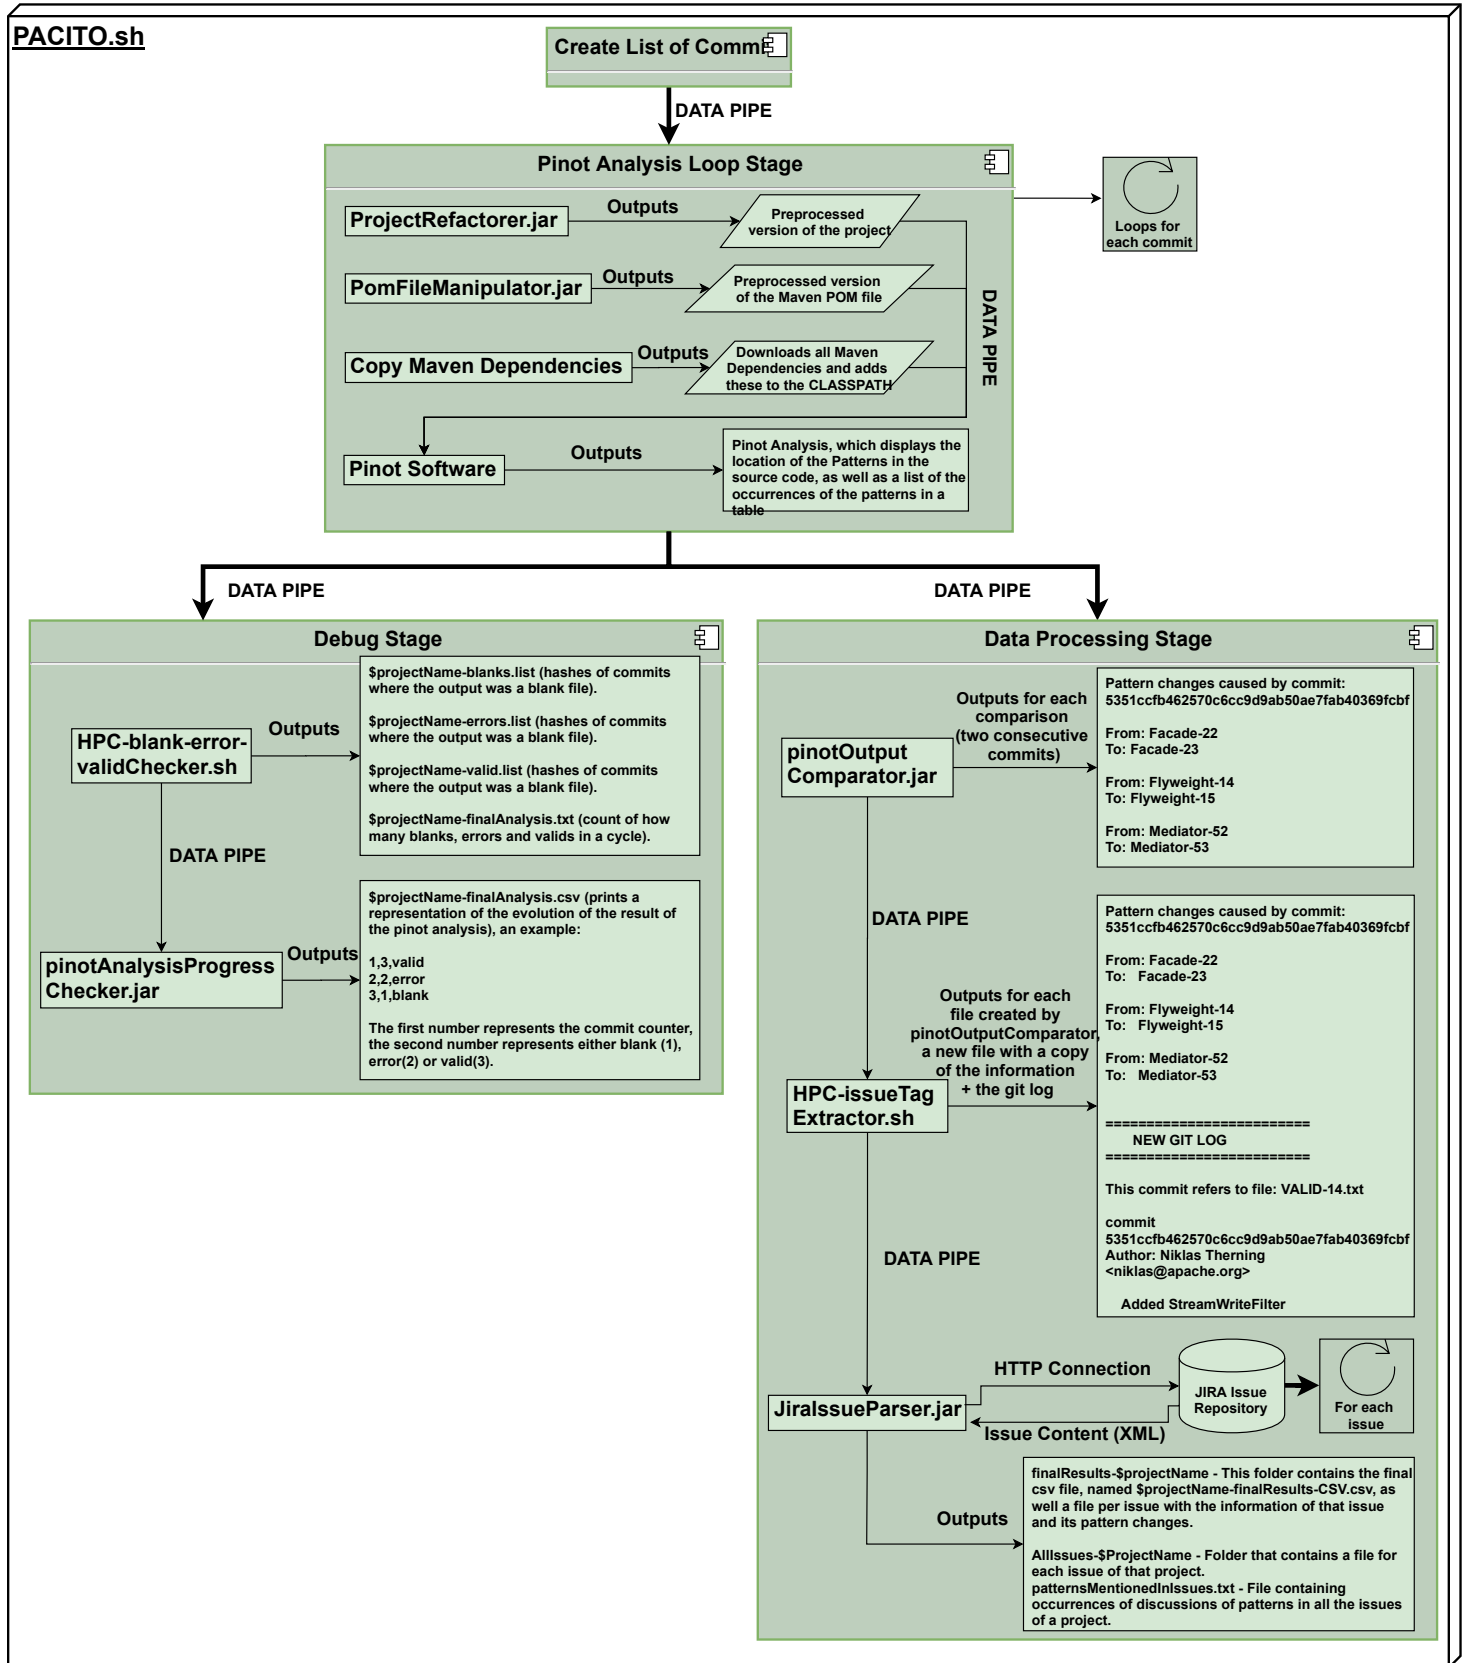 PACITO.sh
Create List of Commi
DATA PIPE
Pinot Analysis Loop Stage
ProjectRefactorer.jar
Outputs
Preprocessed
version of the project
Loops for
each commit
PomFileManipulator.jar
Outputs
Preprocessed version
of the Maven POM file
DATA PIPE
Copy Maven Dependencies
Outputs
Downloads all Maven
Dependencies and adds
these to the CLASSPATH
Pinot Software
Outputs
Pinot Analysis, which displays the
location of the Patterns in the
source code, as well as a list of the
occurrences of the patterns in a
table
DATA PIPE
DATA PIPE
Debug Stage
HPC-blank-error-
validChecker.sh
Outputs
$projectName-blanks.list (hashes of commits
where the output was a blank file).
$projectName-errors.list (hashes of commits
where the output was a blank file).
$projectName-valid.list (hashes of commits
where the output was a blank file).
$projectName-finalAnalysis.txt (count of how
many blanks, errors and valids in a cycle).
DATA PIPE
pinotAnalysisProgress
Checker.jar
Outputs
$projectName-finalAnalysis.csv (prints a
representation of the evolution of the result of
the pinot analysis), an example:
1,3,valid
2,2,error
3,1,blank
The first number represents the commit counter,
the second number represents either blank (1),
error(2) or valid(3).
Data Processing Stage
pinotOutput
Comparator.jar
Outputs for each
comparison
(two consecutive
commits)
Pattern changes caused by commit:
5351ccfb462570c6cc9d9ab50ae7fab40369fcbf
From: Facade-22
To: Facade-23
From: Flyweight-14
To: Flyweight-15
From: Mediator-52
To: Mediator-53
DATA PIPE
HPC-issueTag
Extractor.sh
Outputs for each
file created by
pinotOutputComparator,
a new file with a copy
of the information
+ the git log
Pattern changes caused by commit:
5351ccfb462570c6cc9d9ab50ae7fab40369fcbf
From: Facade-22
To: Facade-23
From: Flyweight-14
To: Flyweight-15
From: Mediator-52
To: Mediator-53
=========================
NEW GIT LOG
=========================
This commit refers to file: VALID-14.txt
commit
5351ccfb462570c6cc9d9ab50ae7fab40369fcbf
Author: Niklas Therning
<niklas@apache.org>
Added StreamWriteFilter
DATA PIPE
JiraIssueParser.jar
HTTP Connection
Issue Content (XML)
JIRA Issue
Repository
For each
issue
Outputs
finalResults-$projectName - This folder contains the final
csv file, named $projectName-finalResults-CSV.csv, as
well a file per issue with the information of that issue
and its pattern changes.
AllIssues-$ProjectName - Folder that contains a file for
each issue of that project.
patternsMentionedInIssues.txt - File containing
occurrences of discussions of patterns in all the issues
of a project.